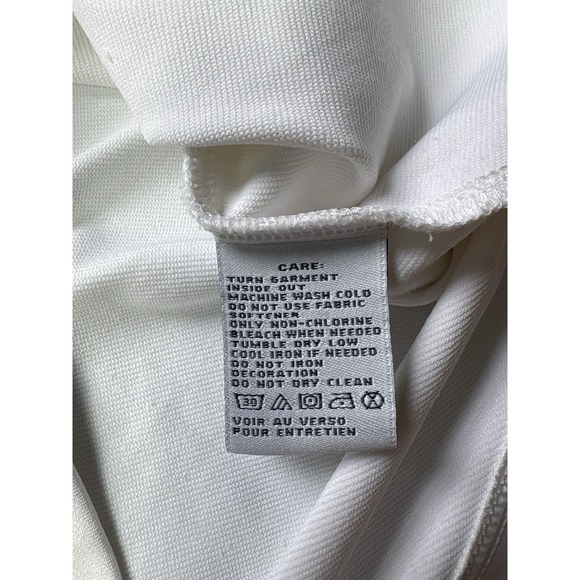 CARE:
TURN GARMENT
INSIDE OUT
MACHINE WASH COLD
DO NOT USE FABRIC
SOFTENER
ONLY NON-CHLORINE
BLEACH WHEN NEEDED
TUMBLE DRY LOW
COOL IRON IF NEEDED
DO NOT IRON
DECORATION
DO NOT DRY CLEAN
30
VOIR AU VERSO
POUR ENTRETIEN